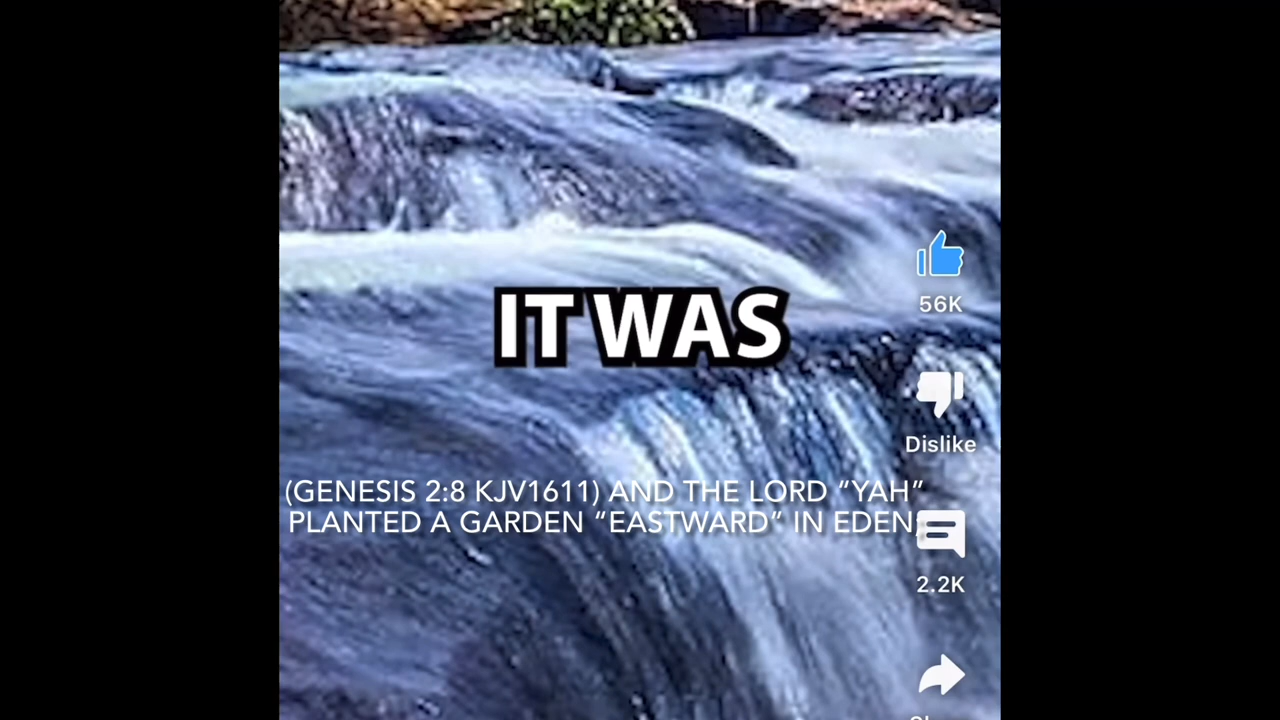 IT WAS
56K
Dislike
(GENESIS 2:8 KJV1611) AND THE LORD “YAH”
PLANTED A GARDEN “EASTWARD” IN EDEN,
2.2K